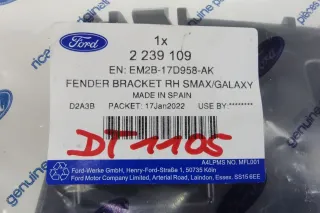 Ford
1x
2 239 109
EN: EM2B-17D958-AK
FENDER BRACKET RH SMAX/GALAXY
MADE IN SPAIN
D2A3B PACKET: 17Jan2022 USE BY:********
DT1105
A4LPMS NO. MFL001
Ford-Werke GmbH, Henry-Ford-Straße 1, 50735 Köln
Ford Motor Company Limited, Arterial Road, Laindon, Essex. SS15 6EE